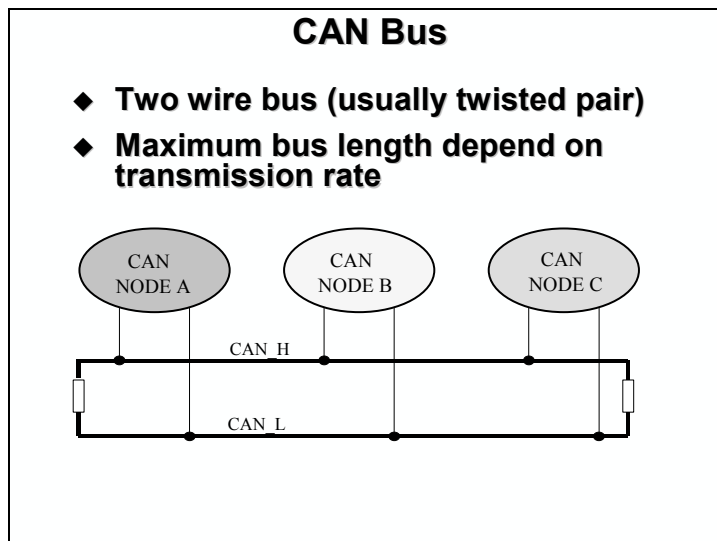 CAN Bus
◆ Two wire bus (usually twisted pair)
◆ Maximum bus length depend on
transmission rate
CAN
NODE A
CAN
NODE B
CAN
NODE C
CAN_H
CAN_L